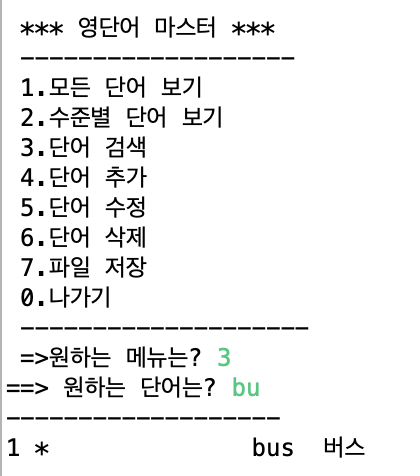 *** 영단어 마스터 ***
--------------------
1.모든 단어 보기
2.수준별 단어 보기
3.단어 검색
4.단어 추가
5.단어 수정
6.단어 삭제
7.파일 저장
0.나가기
---------------------
=>원하는 메뉴는? 3
==> 원하는 단어는? bu
--------------------
1 *              bus  버스